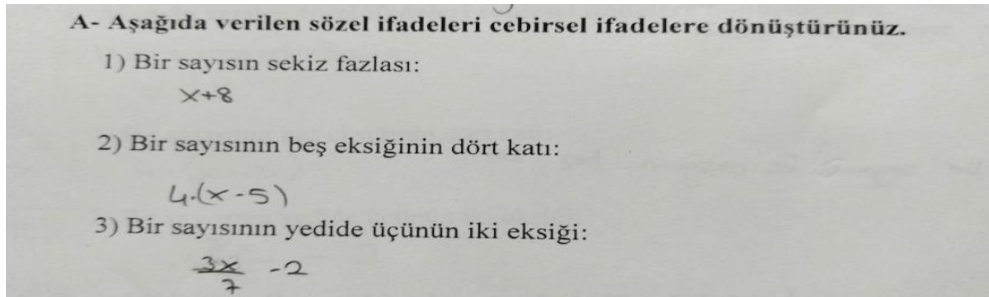 A- Aşağıda verilen sözel ifadeleri cebirsel ifadelere dönüştürünüz.
1) Bir sayısın sekiz fazlası:
x+8
2) Bir sayısının beş eksiğinin dört katı:
4.(x-5)
3) Bir sayısının yedide üçünün iki eksiği:
3x/7 -2